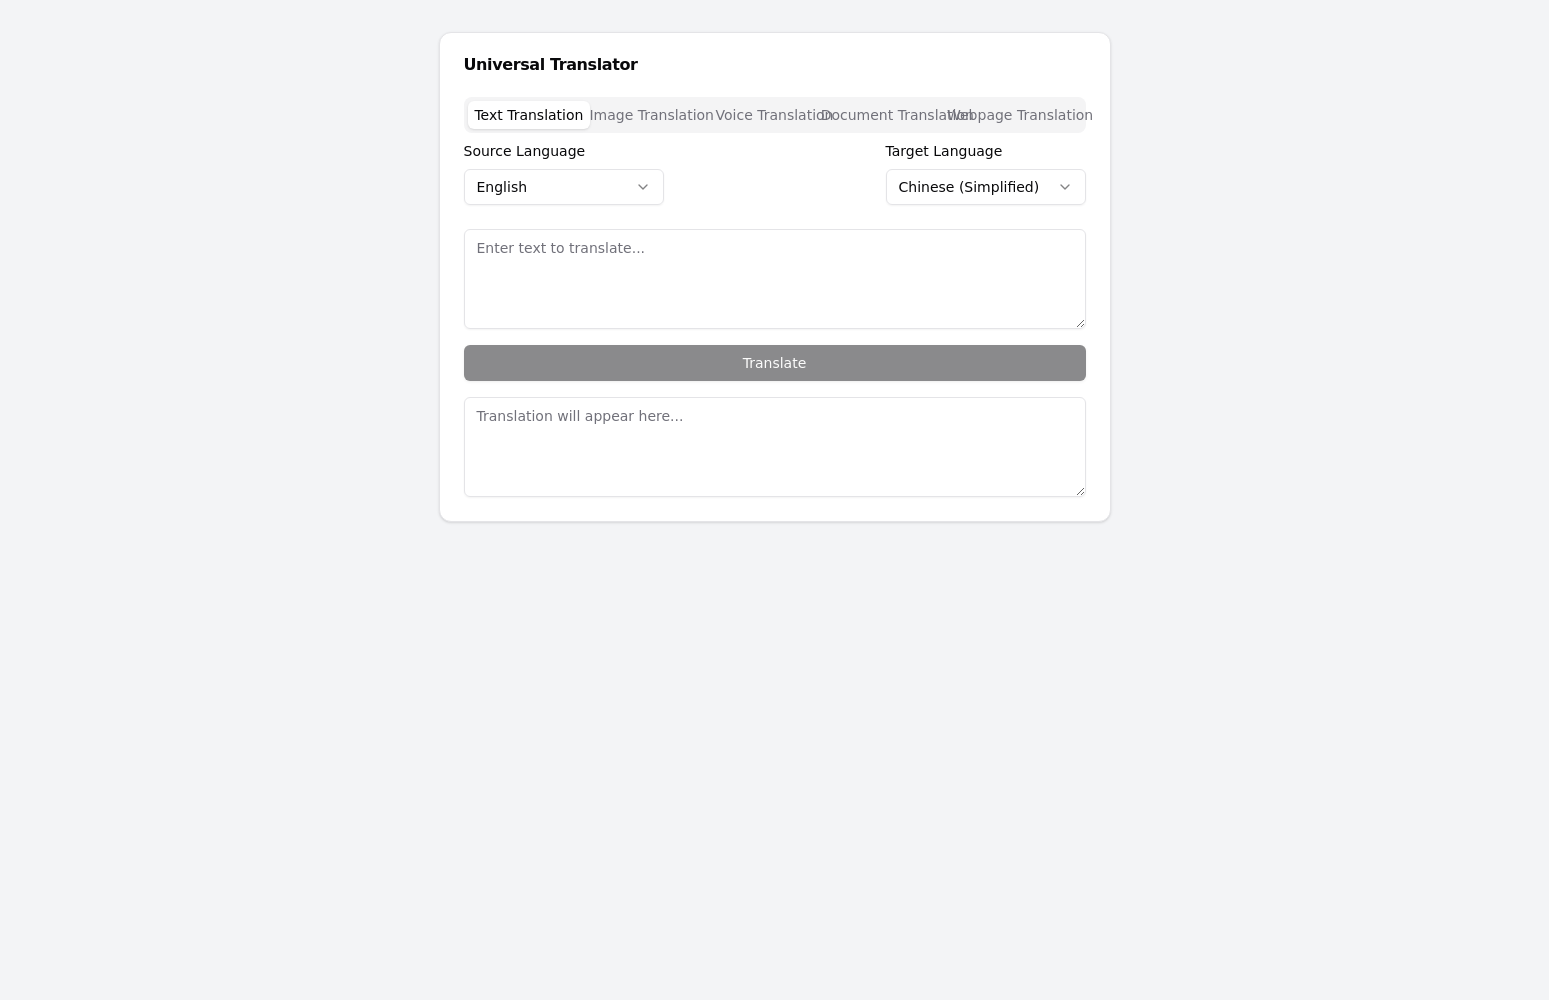 Universal Translator
Text Translation Image Translation Voice Translation Document Translation Webpage Translation
Source Language Target Language
English Chinese (Simplified)
Enter text to translate...
Translate
Translation will appear here...